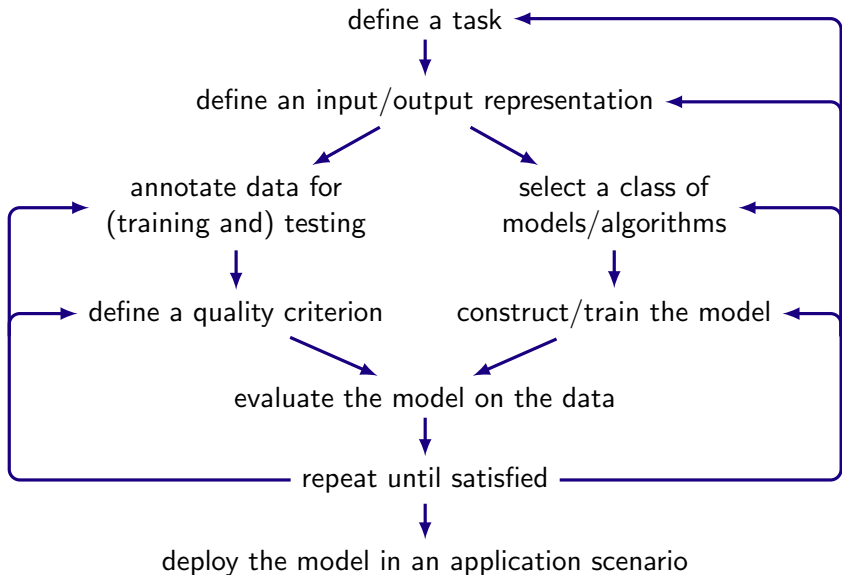 define a task
define an input/output representation
annotate data for
(training and) testing
select a class of
models/algorithms
define a quality criterion
construct/train the model
evaluate the model on the data
repeat until satisfied
deploy the model in an application scenario